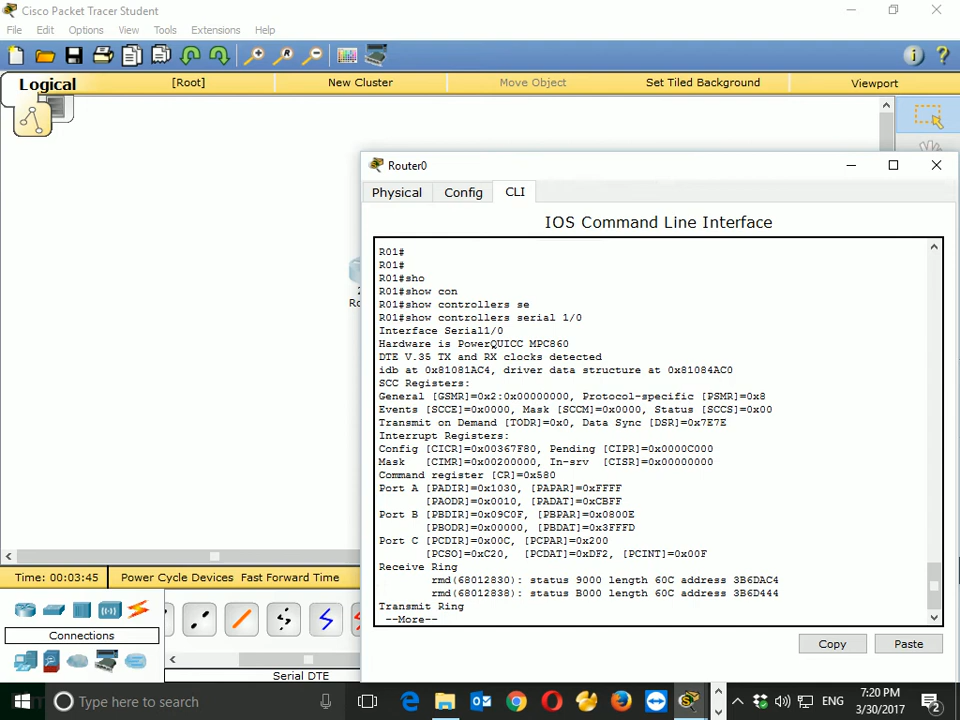 Cisco Packet Tracer Student
File Edit Options View Tools Extensions Help
Logical [Root] New Cluster Move Object Set Tiled Background Viewport
Router0
Physical Config CLI
IOS Command Line Interface
R01#
R01#
R01#sho
R01#show con
R01#show controllers se
R01#show controllers serial 1/0
Interface Serial1/0
Hardware is PowerQUICC MPC860
DTE V.35 TX and RX clocks detected
idb at 0x81081AC4, driver data structure at 0x81084AC0
SCC Registers:
General [GSMR]=0x2:0x00000000, Protocol-specific [PSMR]=0x8
Events [SCCE]=0x0000, Mask [SCCM]=0x0000, Status [SCCS]=0x00
Transmit on Demand [TODR]=0x0, Data Sync [DSR]=0x7E7E
Interrupt Registers:
Config [CICR]=0x00367F80, Pending [CIPR]=0x0000C000
Mask   [CIMR]=0x00200000, In-srv  [CISR]=0x00000000
Command register [CR]=0x580
Port A [PADIR]=0x1030, [PAPAR]=0xFFFF
[PAODR]=0x0010, [PADAT]=0xCBFF
Port B [PBDIR]=0x09C0F, [PBPAR]=0x0800E
[PBODR]=0x00000, [PBDAT]=0x3FFFD
Port C [PCDIR]=0x00C, [PCPAR]=0x200
[PCSO]=0xC20,  [PCDAT]=0xDF2, [PCINT]=0x00F
Receive Ring
rmd(68012830): status 9000 length 60C address 3B6DAC4
rmd(68012838): status B000 length 60C address 3B6D444
Transmit Ring
--More--
Copy Paste
Time: 00:03:45 Power Cycle Devices Fast Forward Time
Connections
Serial DTE
Type here to search
ENG
7:20 PM
3/30/2017
2